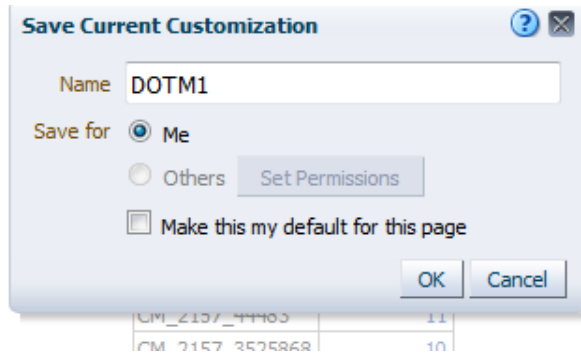 Save Current Customization
Name DOTM1
Save for Me
Others Set Permissions
Make this my default for this page
OK Cancel
CM_2157_44483 11
CM_2157_3525868 10